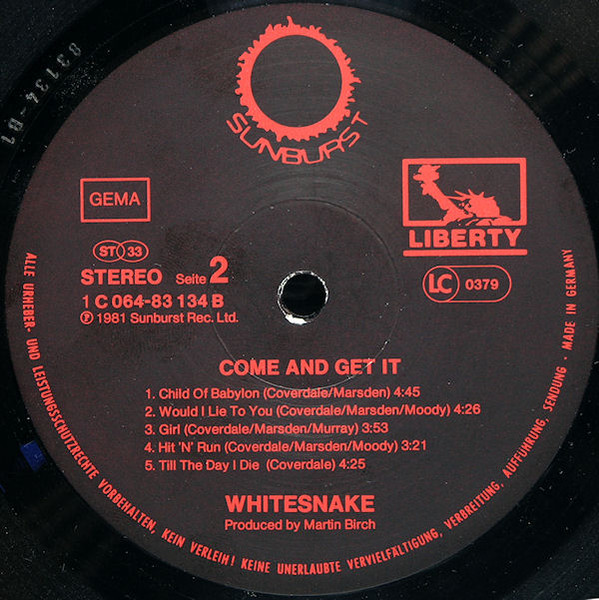 SUNBURST
GEMA
LIBERTY
LC 0379
ST 33
STEREO Seite 2
1 C 064-83 134 B
℗ 1981 Sunburst Rec. Ltd.
COME AND GET IT
1. Child Of Babylon (Coverdale/Marsden) 4:45
2. Would I Lie To You (Coverdale/Marsden/Moody) 4:26
3. Girl (Coverdale/Marsden/Murray) 3:53
4. Hit 'N' Run (Coverdale/Marsden/Moody) 3:21
5. Till The Day I Die (Coverdale) 4:25
WHITESNAKE
Produced by Martin Birch
ALLE URHEBER- UND LEISTUNGSSCHUTZRECHTE VORBEHALTEN, KEIN VERLEIH! KEINE UNERLAUBTE VERVIELFÄLTIGUNG, VERBREITUNG, AUFFÜHRUNG, SENDUNG · MADE IN GERMANY
83134-B1